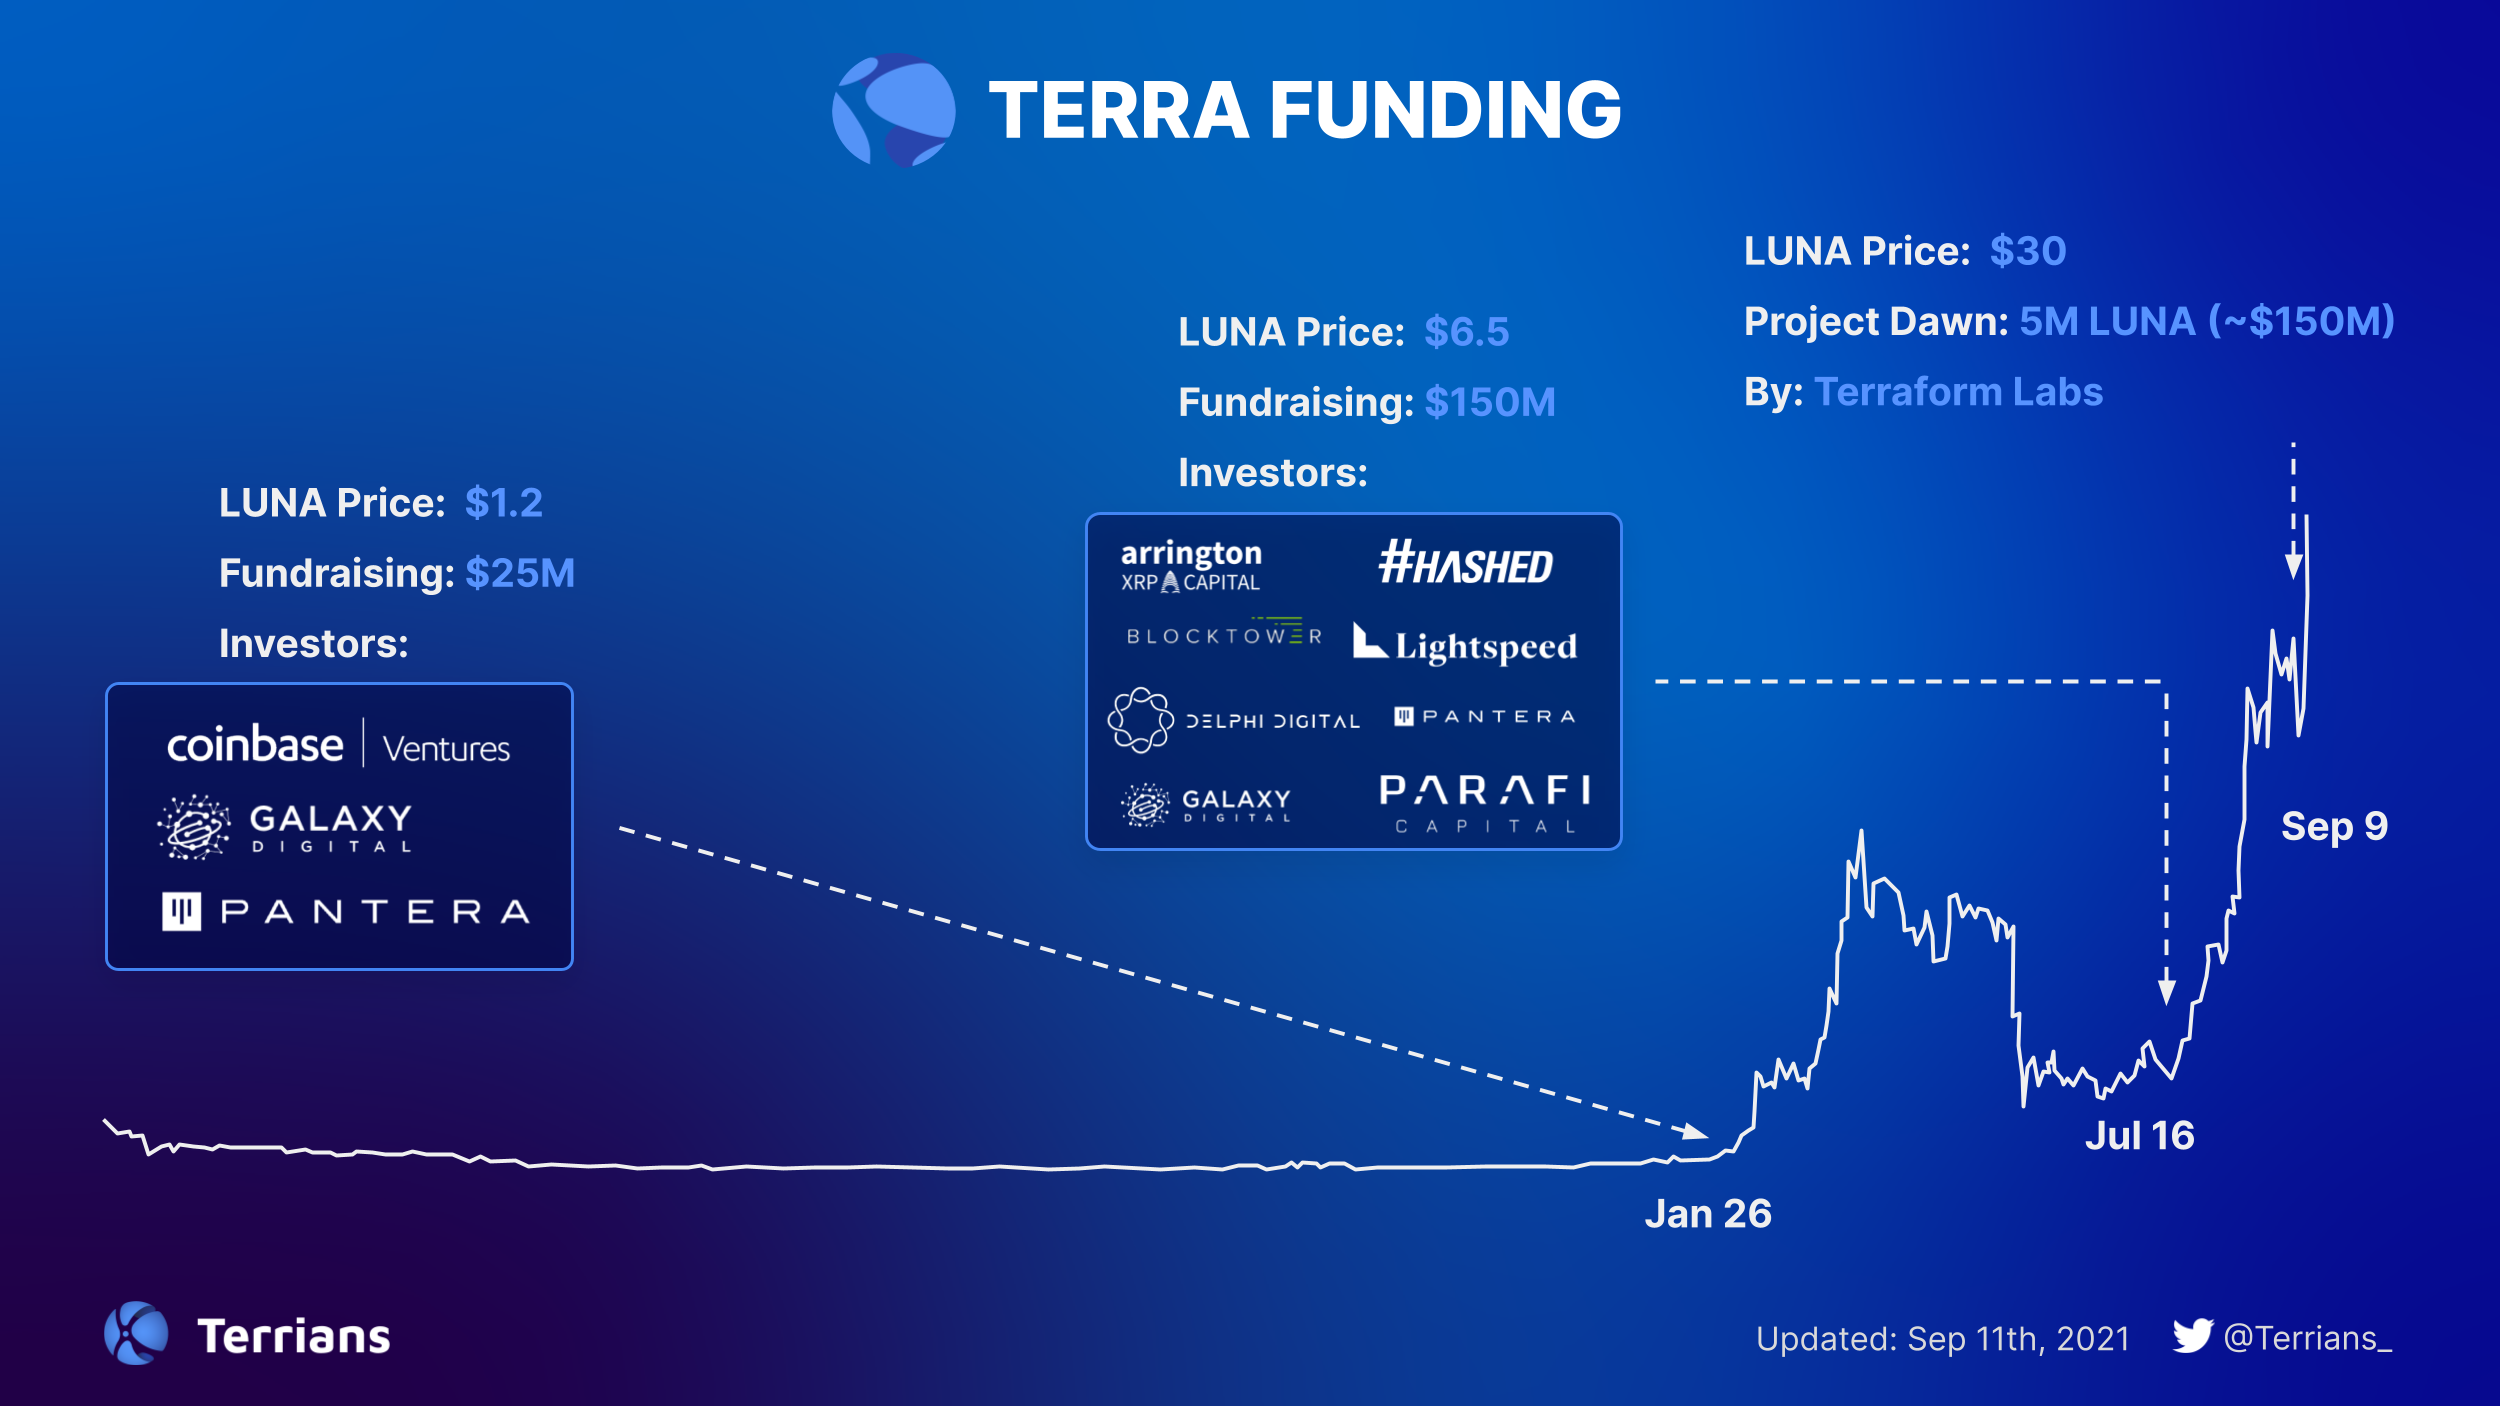 TERRA FUNDING
LUNA Price: $1.2
Fundraising: $25M
Investors:
coinbase | Ventures
GALAXY
DIGITAL
PANTERA
LUNA Price: $6.5
Fundraising: $150M
Investors:
arrington
XRP CAPITAL
#HASHED
BLOCKTOWER
Lightspeed
DELPHI DIGITAL
PANTERA
GALAXY
DIGITAL
PARAFI
CAPITAL
LUNA Price: $30
Project Dawn: 5M LUNA (~$150M)
By: Terraform Labs
Sep 9
Jul 16
Jan 26
Terrians
Updated: Sep 11th, 2021
@Terrians_